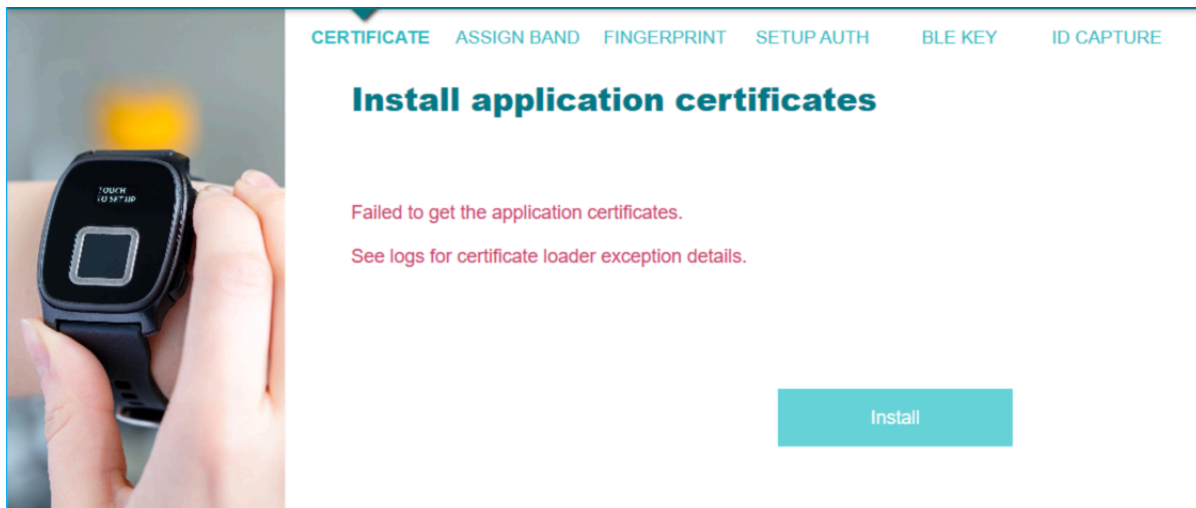 CERTIFICATE ASSIGN BAND FINGERPRINT SETUP AUTH BLE KEY ID CAPTURE
Install application certificates
TOUCH
TO SETUP
Failed to get the application certificates.
See logs for certificate loader exception details.
Install